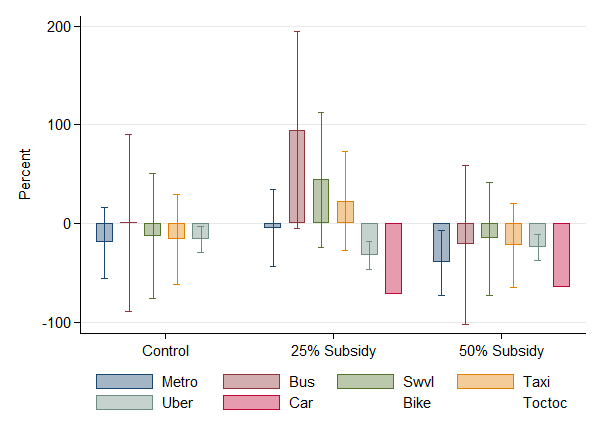 Percent
200
100
0
-100
Control 25% Subsidy 50% Subsidy
Metro Bus Swvl Taxi
Uber Car Bike Toctoc